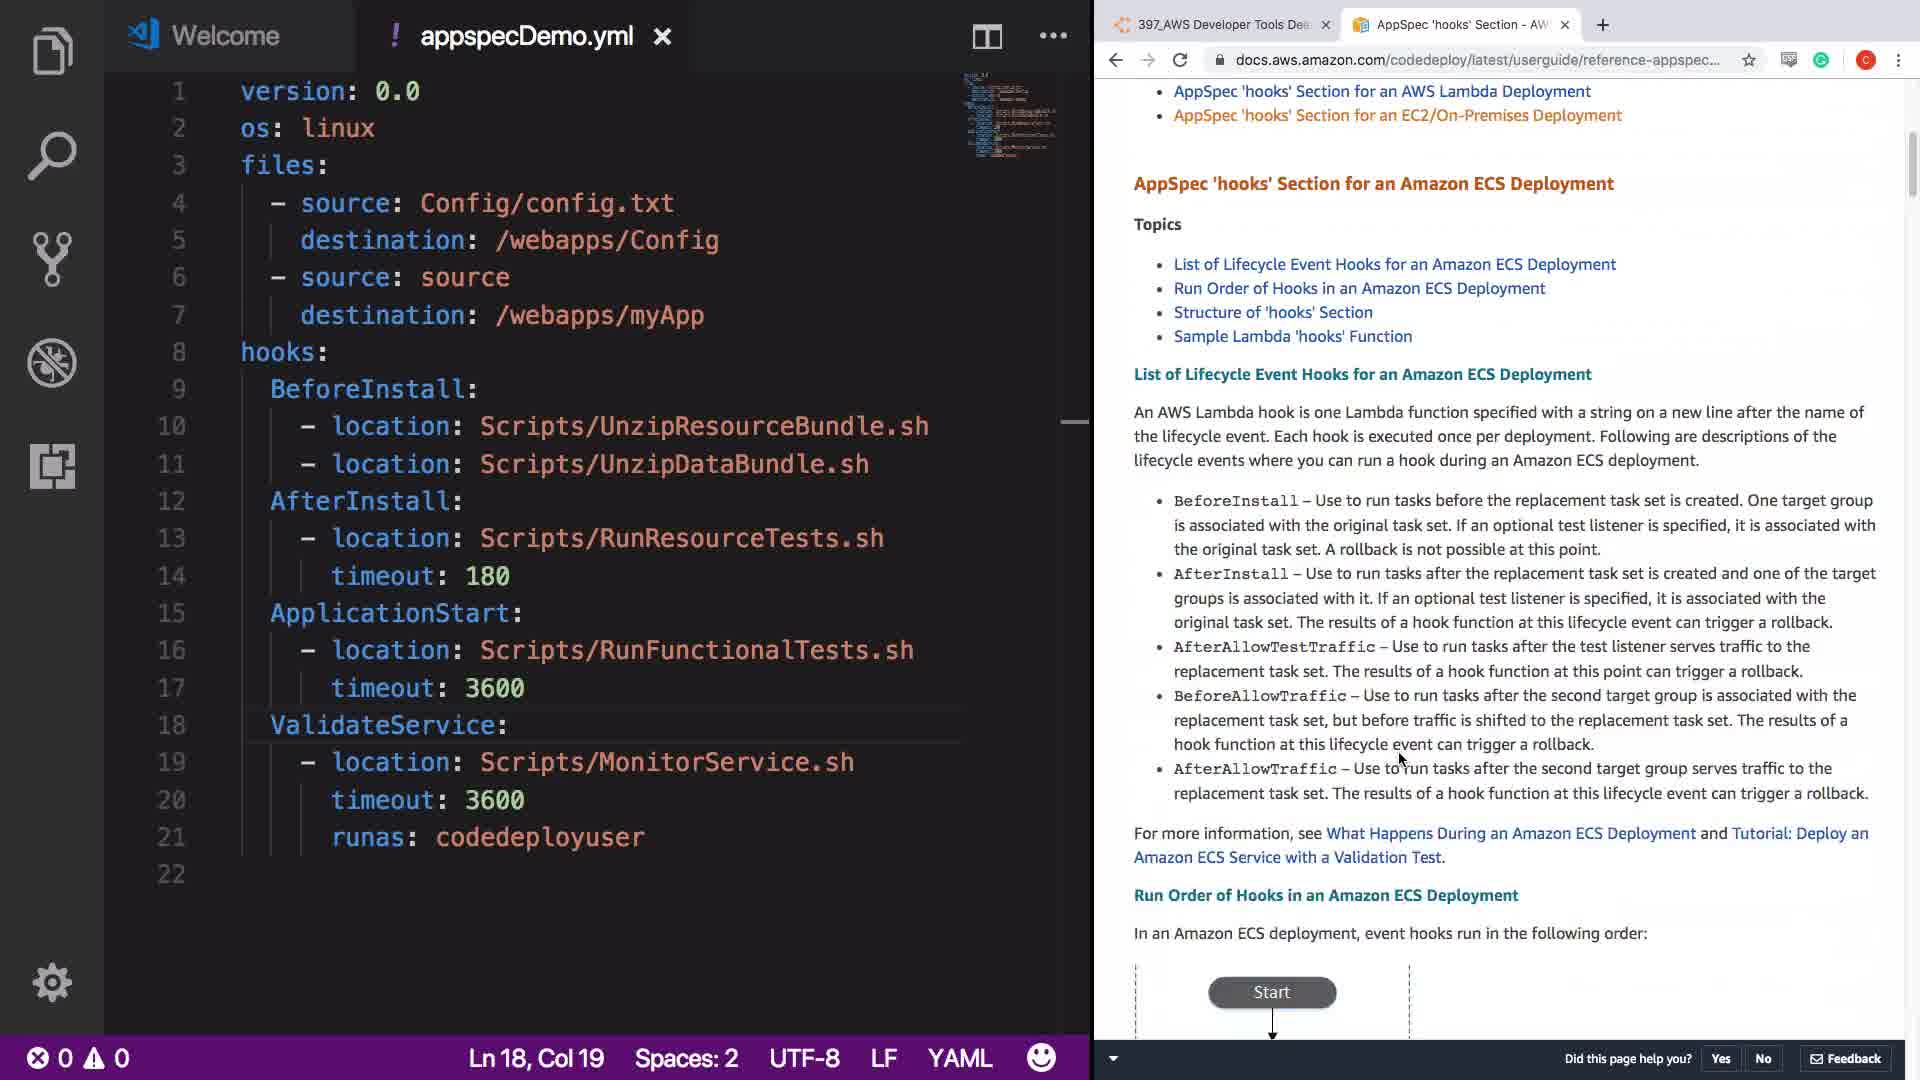 Welcome
! appspecDemo.yml
1 version: 0.0
2 os: linux
3 files:
4 - source: Config/config.txt
5 destination: /webapps/Config
6 - source: source
7 destination: /webapps/myApp
8 hooks:
9 BeforeInstall:
10 - location: Scripts/UnzipResourceBundle.sh
11 - location: Scripts/UnzipDataBundle.sh
12 AfterInstall:
13 - location: Scripts/RunResourceTests.sh
14 timeout: 180
15 ApplicationStart:
16 - location: Scripts/RunFunctionalTests.sh
17 timeout: 3600
18 ValidateService:
19 - location: Scripts/MonitorService.sh
20 timeout: 3600
21 runas: codedeployuser
22
0 0
Ln 18, Col 19 Spaces: 2 UTF-8 LF YAML
397_AWS Developer Tools Dee
AppSpec 'hooks' Section - AW
docs.aws.amazon.com/codedeploy/latest/userguide/reference-appspec...
C
• AppSpec 'hooks' Section for an AWS Lambda Deployment
• AppSpec 'hooks' Section for an EC2/On-Premises Deployment
AppSpec 'hooks' Section for an Amazon ECS Deployment
Topics
• List of Lifecycle Event Hooks for an Amazon ECS Deployment
• Run Order of Hooks in an Amazon ECS Deployment
• Structure of 'hooks' Section
• Sample Lambda 'hooks' Function
List of Lifecycle Event Hooks for an Amazon ECS Deployment
An AWS Lambda hook is one Lambda function specified with a string on a new line after the name of
the lifecycle event. Each hook is executed once per deployment. Following are descriptions of the
lifecycle events where you can run a hook during an Amazon ECS deployment.
• BeforeInstall – Use to run tasks before the replacement task set is created. One target group
is associated with the original task set. If an optional test listener is specified, it is associated with
the original task set. A rollback is not possible at this point.
• AfterInstall – Use to run tasks after the replacement task set is created and one of the target
groups is associated with it. If an optional test listener is specified, it is associated with the
original task set. The results of a hook function at this lifecycle event can trigger a rollback.
• AfterAllowTestTraffic – Use to run tasks after the test listener serves traffic to the
replacement task set. The results of a hook function at this point can trigger a rollback.
• BeforeAllowTraffic – Use to run tasks after the second target group is associated with the
replacement task set, but before traffic is shifted to the replacement task set. The results of a
hook function at this lifecycle event can trigger a rollback.
• AfterAllowTraffic – Use to run tasks after the second target group serves traffic to the
replacement task set. The results of a hook function at this lifecycle event can trigger a rollback.
For more information, see What Happens During an Amazon ECS Deployment and Tutorial: Deploy an
Amazon ECS Service with a Validation Test.
Run Order of Hooks in an Amazon ECS Deployment
In an Amazon ECS deployment, event hooks run in the following order:
Start
Did this page help you? Yes No Feedback